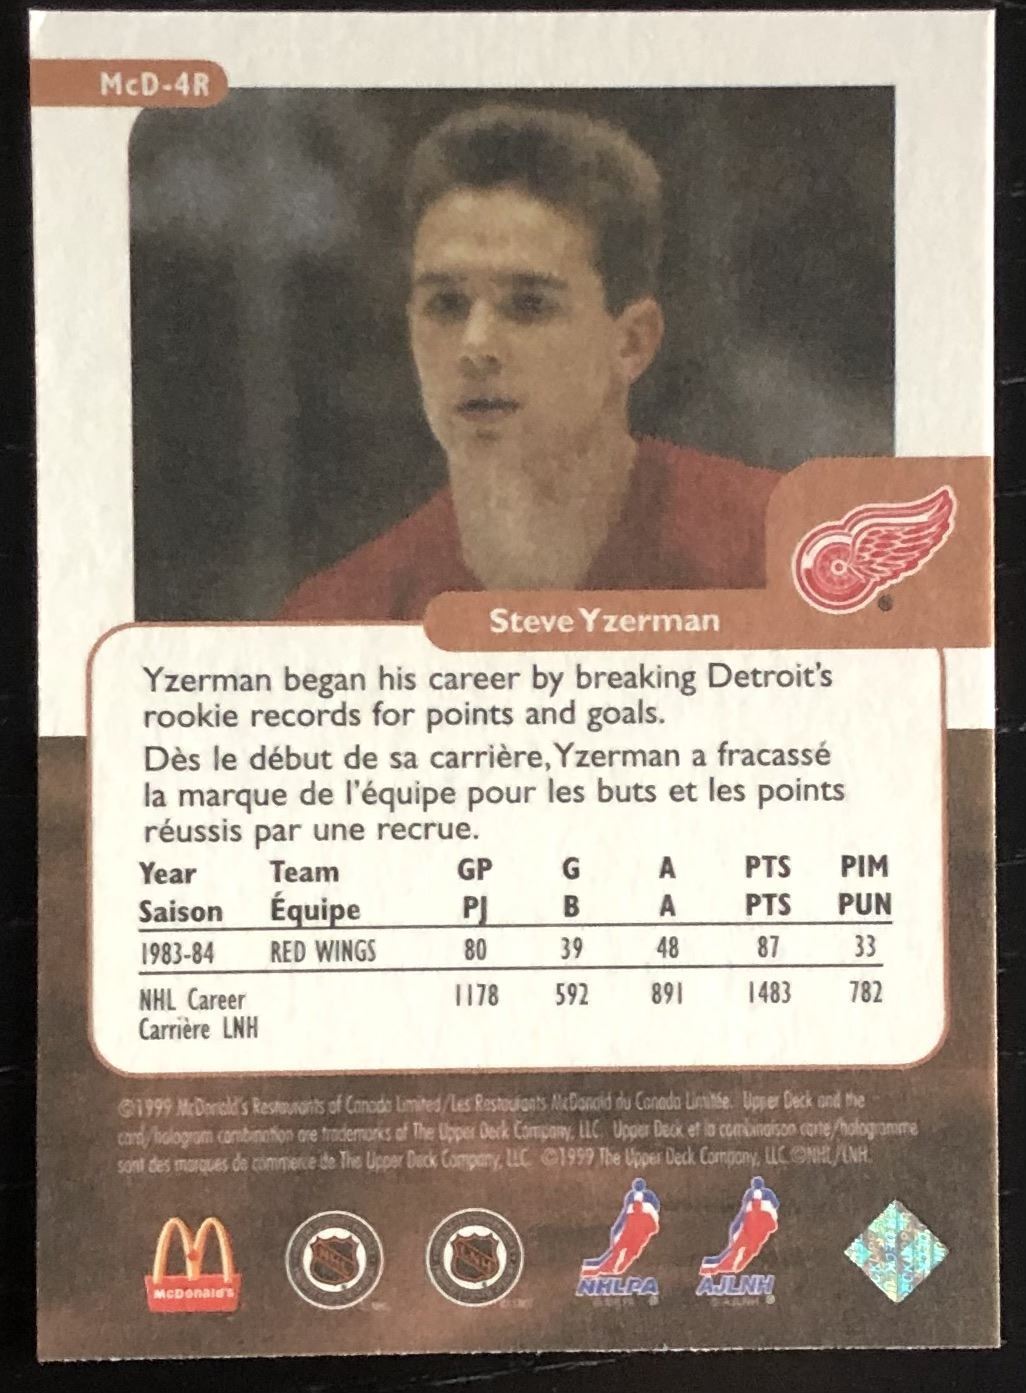 McD-4R
Steve Yzerman
Yzerman began his career by breaking Detroit's
rookie records for points and goals.
Dès le début de sa carrière, Yzerman a fracassé
la marque de l'équipe pour les buts et les points
réussis par une recrue.
Year Team GP G A PTS PIM
Saison Équipe PJ B A PTS PUN
1983-84 RED WINGS 80 39 48 87 33
NHL Career 1178 592 891 1483 782
Carrière LNH
©1999 McDonald's Restaurants of Canada Limited/Les Restaurants McDonald du Canada Limitée. Upper Deck and the
card/hologram combination are trademarks of The Upper Deck Company, LLC. Upper Deck et la combinaison carte/hologramme
sont des marques de commerce de The Upper Deck Company, LLC. ©1999 The Upper Deck Company, LLC. ©NHL/LNH.
McDonald's NHL LNH NHLPA AJLNH